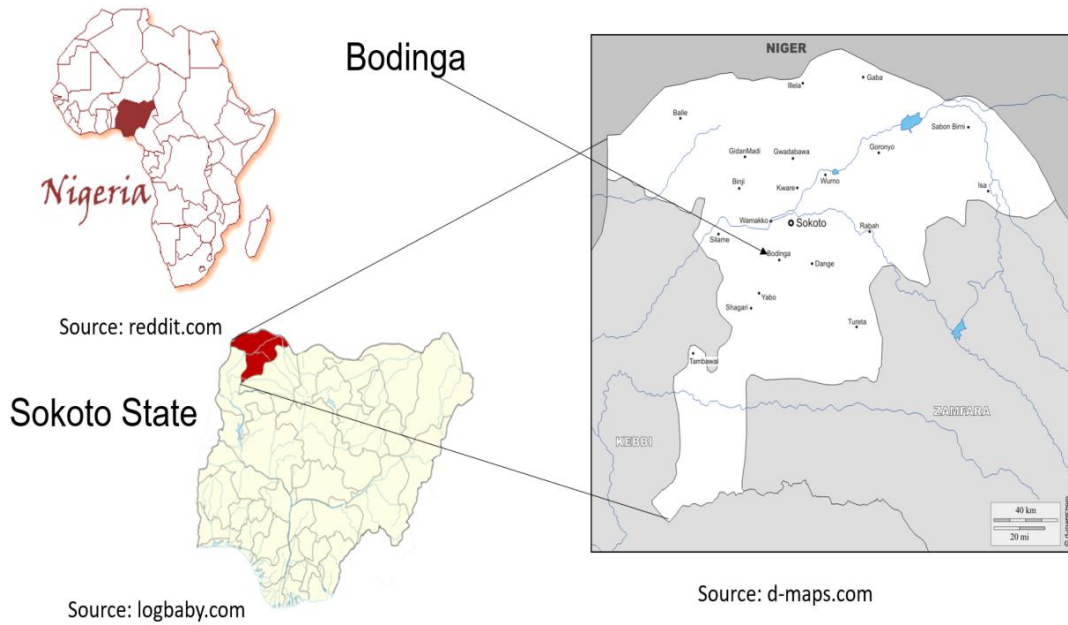 Nigeria
Source: reddit.com
Bodinga
Sokoto State
Source: logbaby.com
NIGER
Gaba
Illela
Balle
Sabon Birni
Goronyo
GidanMadi
Gwadabawa
Wurno
Binji
Kware
Isa
Wamakko
Sokoto
Rabah
Silame
Bodinga
Dange
Yabo
Shagari
Tureta
Tambawal
ZAMFARA
KEBBI
40 km
20 mi
Source: d-maps.com